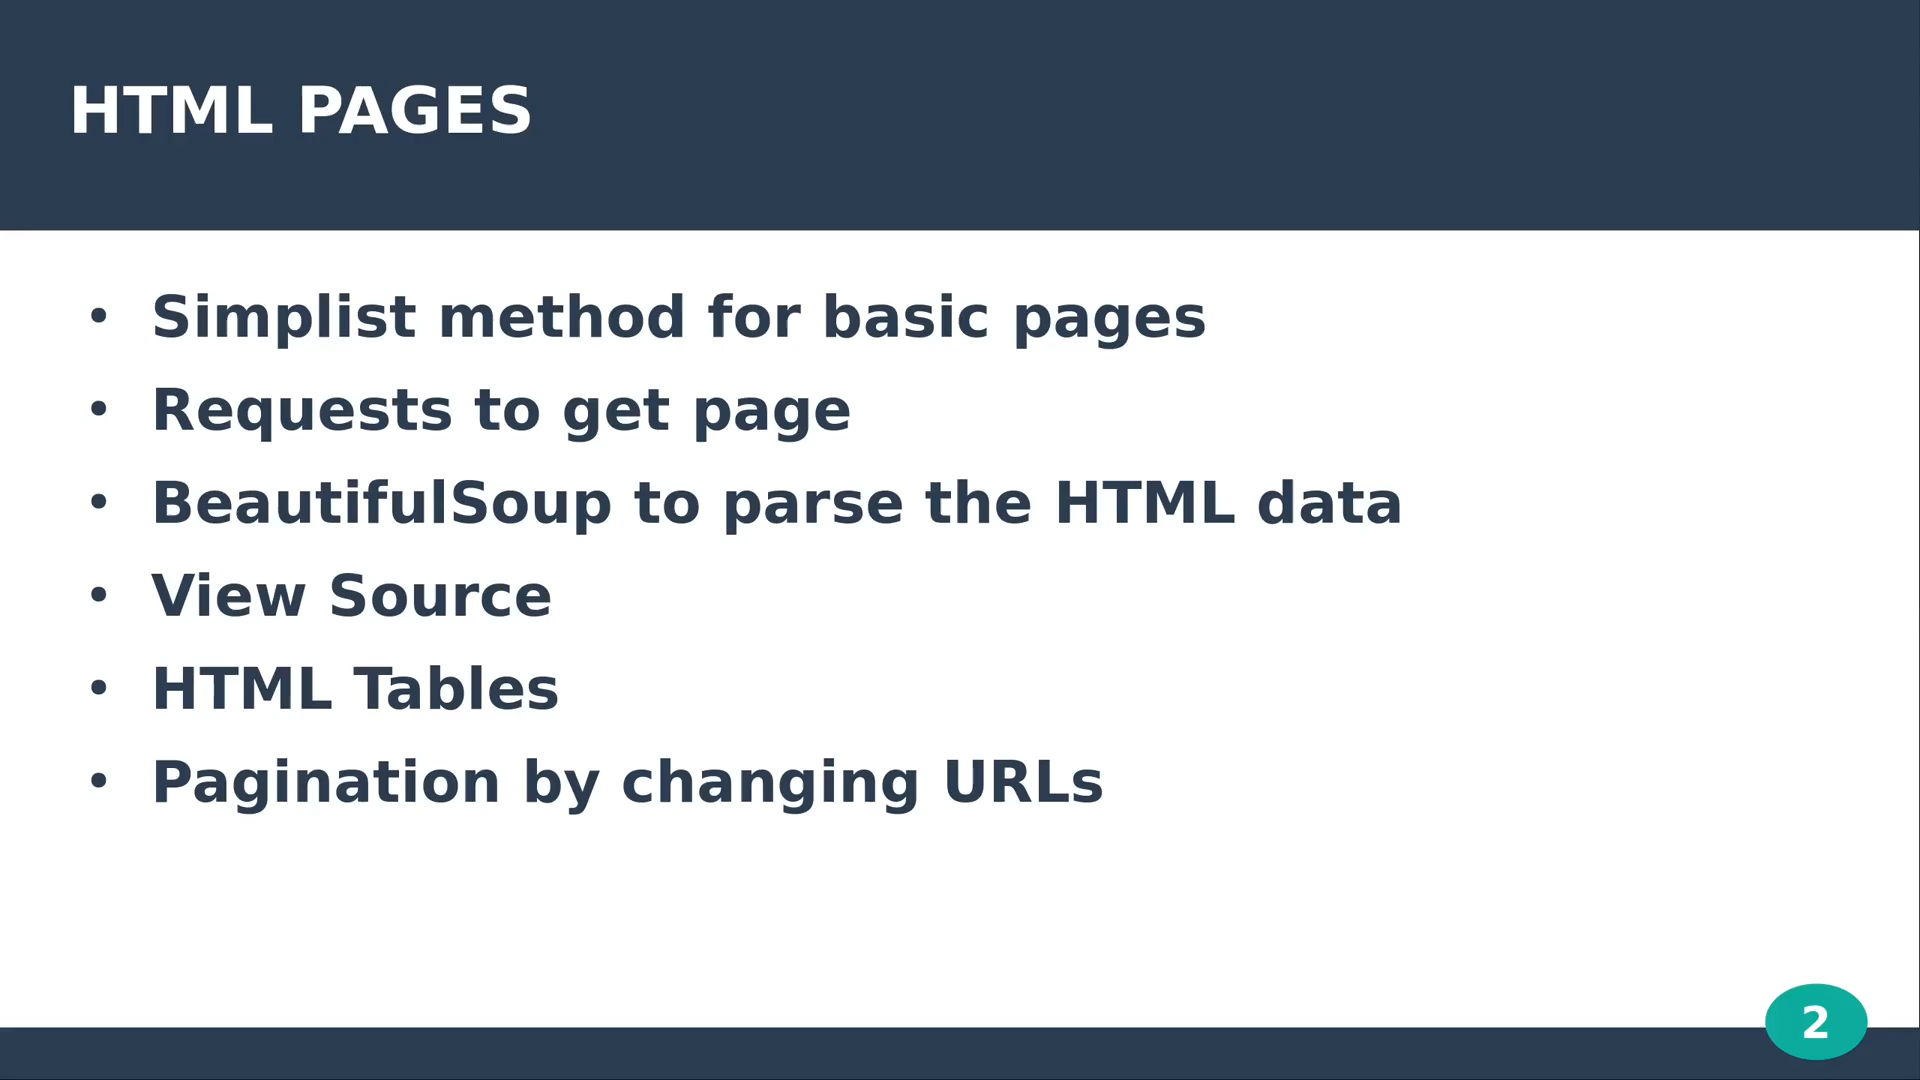 HTML PAGES
• Simplist method for basic pages
• Requests to get page
• BeautifulSoup to parse the HTML data
• View Source
• HTML Tables
• Pagination by changing URLs
2